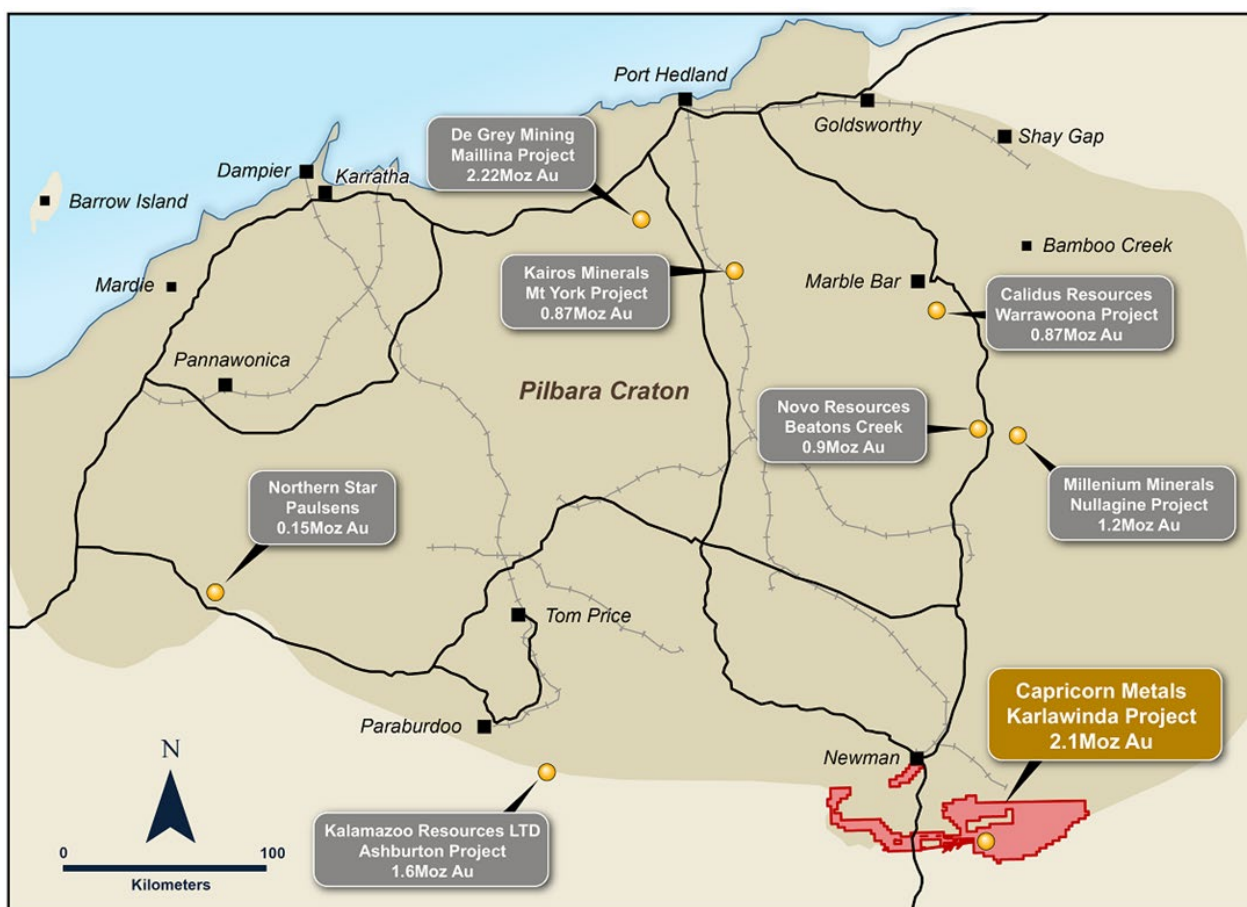 Port Hedland
Goldsworthy
Shay Gap
De Grey Mining
Maillina Project
2.22Moz Au
Dampier
Karratha
Barrow Island
Bamboo Creek
Kairos Minerals
Mt York Project
0.87Moz Au
Mardie
Marble Bar
Calidus Resources
Warrawoona Project
0.87Moz Au
Pannawonica
Pilbara Craton
Novo Resources
Beatons Creek
0.9Moz Au
Northern Star
Paulsens
0.15Moz Au
Millenium Minerals
Nullagine Project
1.2Moz Au
Tom Price
Capricorn Metals
Karlawinda Project
2.1Moz Au
Paraburdoo
Newman
N
Kalamazoo Resources LTD
Ashburton Project
1.6Moz Au
0 100
Kilometers